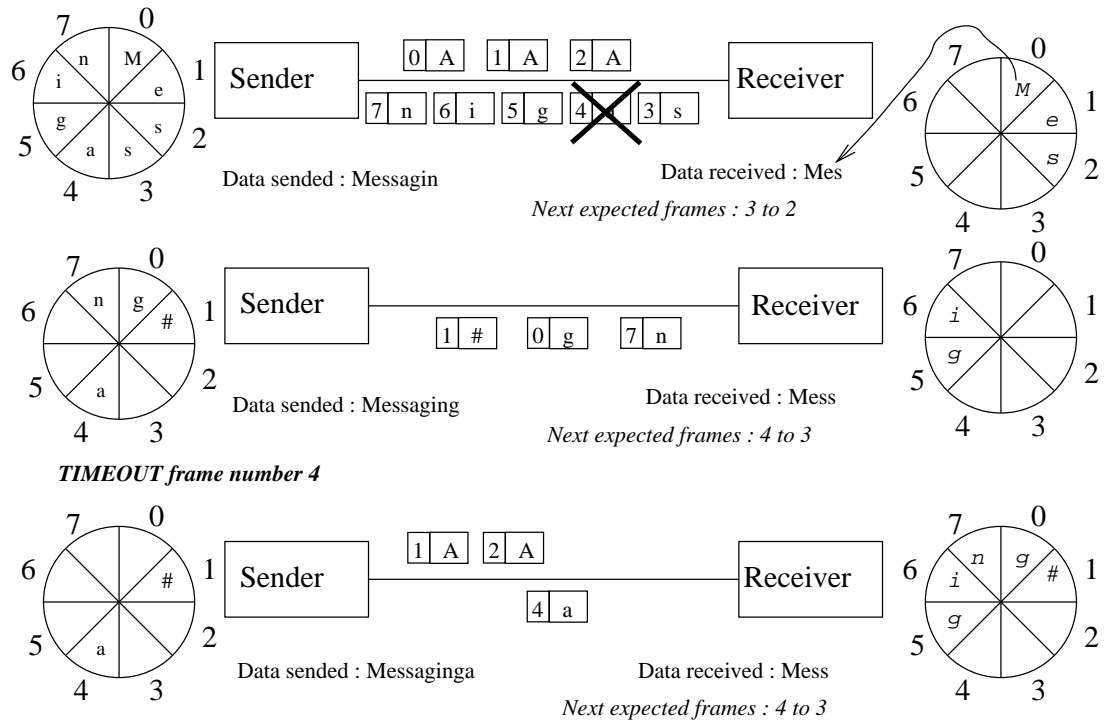 7 0 0 A 1 A 2 A 7 0
n M
6 i e 1 Sender Receiver 6 M 1
g s 7 n 6 i 5 g 4 3 s e
5 a s 2 5 s 2
4 3 4 3
Data sended : Messagin Data received : Mes
Next expected frames : 3 to 2
7 0 7 0
6 n g # 1 Sender Receiver 6 i 1
1 # 0 g 7 n
5 a 2 5 g 2
4 3 4 3
Data sended : Messaging Data received : Mess
Next expected frames : 4 to 3
TIMEOUT frame number 4
7 0 1 A 2 A 7 0
6 # 1 Sender Receiver 6 i n g # 1
4 a
5 a 2 5 g 2
4 3 4 3
Data sended : Messaginga Data received : Mess
Next expected frames : 4 to 3